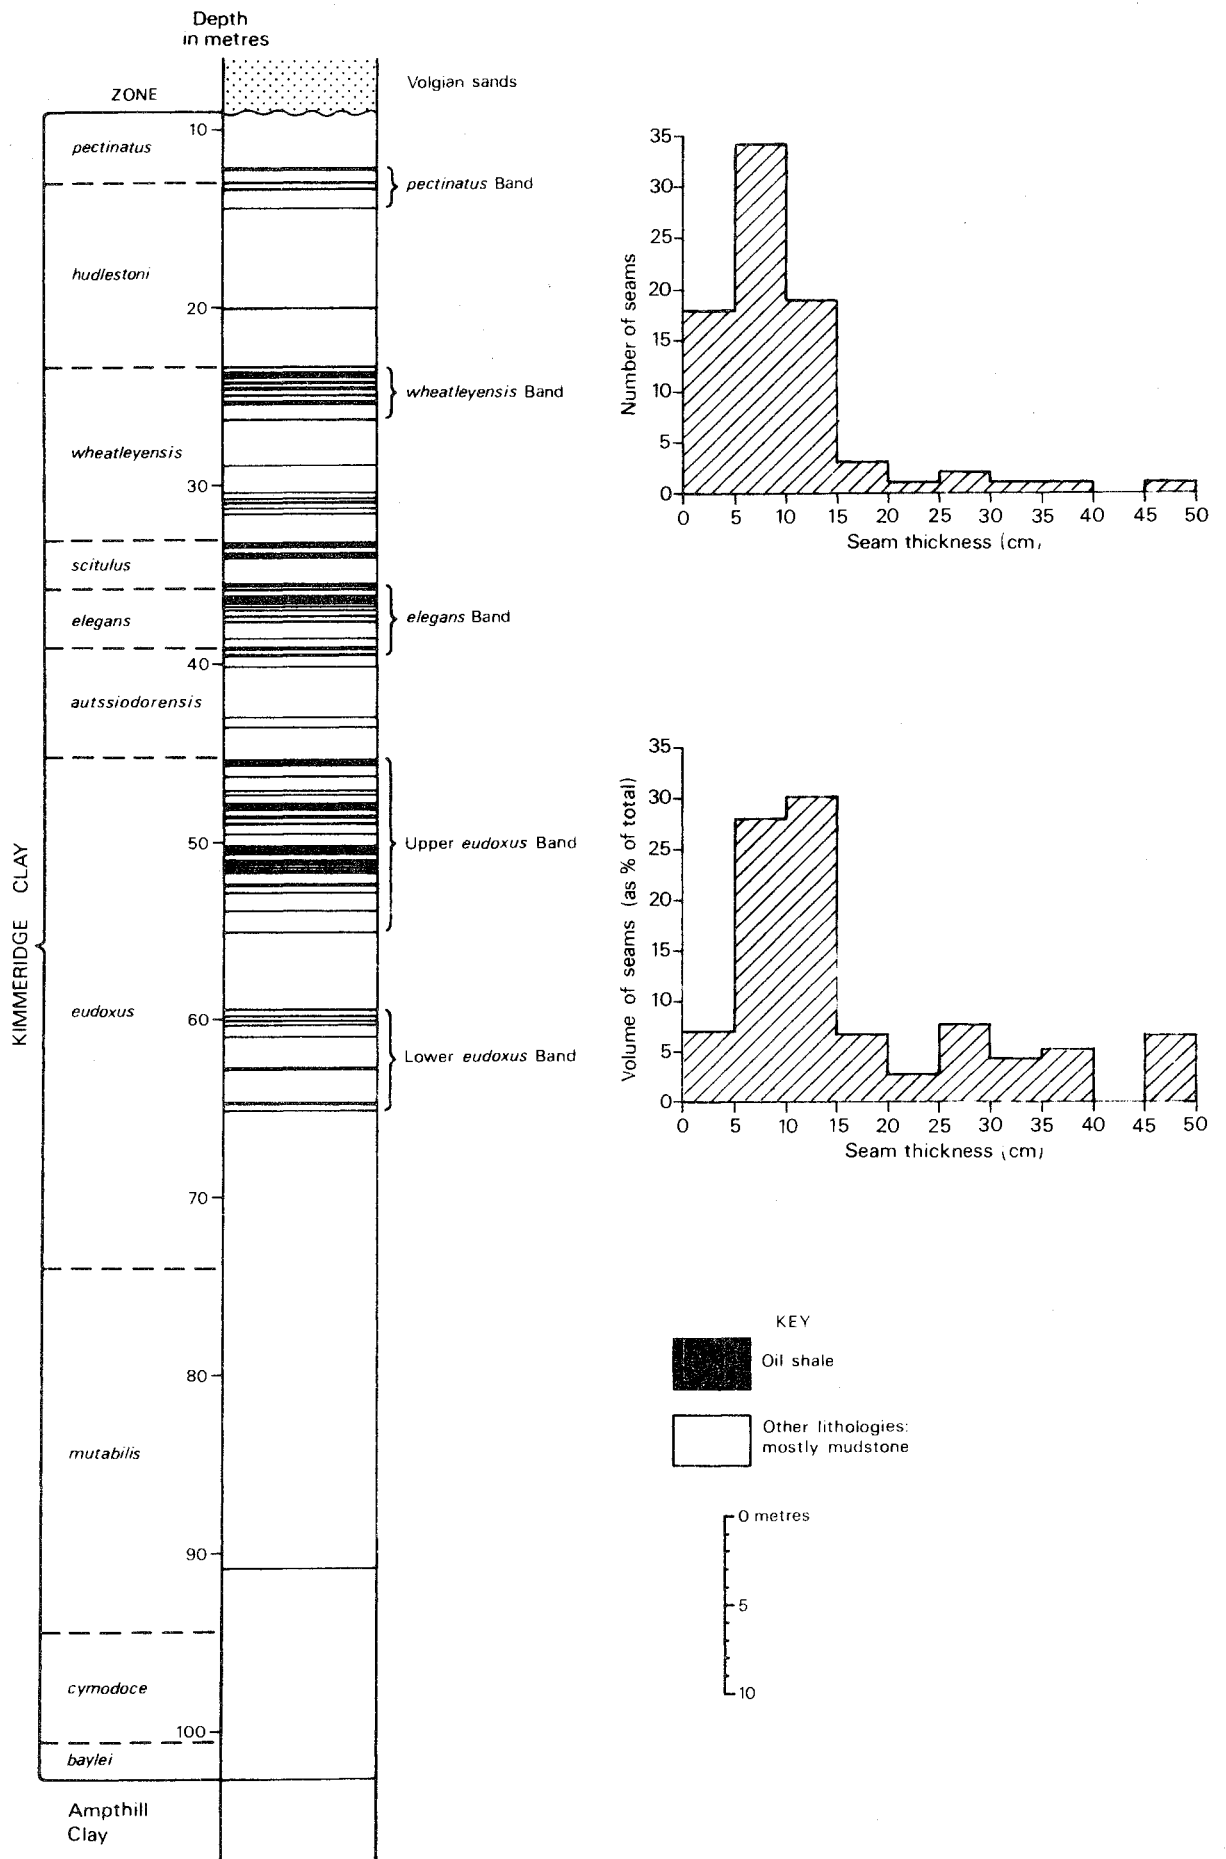 Depth
in metres
Volgian sands
ZONE
10
pectinatus
pectinatus Band
hudlestoni
20
wheatleyensis Band
wheatleyensis
30
scitulus
elegans
elegans Band
40
autssiodorensis
50
Upper eudoxus Band
KIMMERIDGE CLAY
eudoxus
60
Lower eudoxus Band
70
80
mutabilis
90
cymodoce
100
baylei
Ampthill
Clay
35
30
25
20
15
10
5
0
Number of seams
0 5 10 15 20 25 30 35 40 45 50
Seam thickness (cm)
35
30
25
20
15
10
5
0
Volume of seams (as % of total)
0 5 10 15 20 25 30 35 40 45 50
Seam thickness (cm)
KEY
Oil shale
Other lithologies:
mostly mudstone
0 metres
5
10